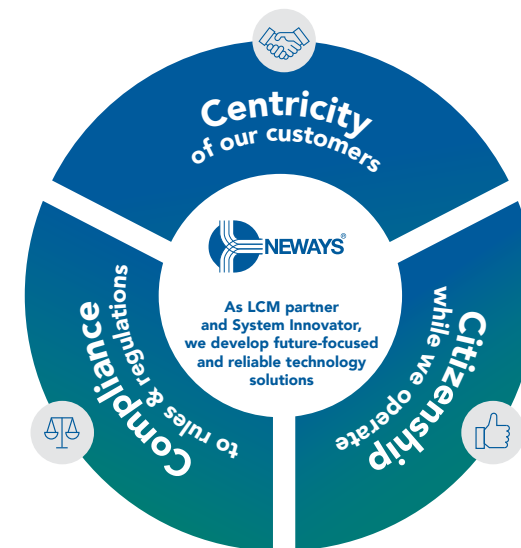 Centricity
of our customers
NEWAYS®
As LCM partner
and System Innovator,
we develop future-focused
and reliable technology
solutions
Compliance
to rules & regulations
Citizenship
while we operate